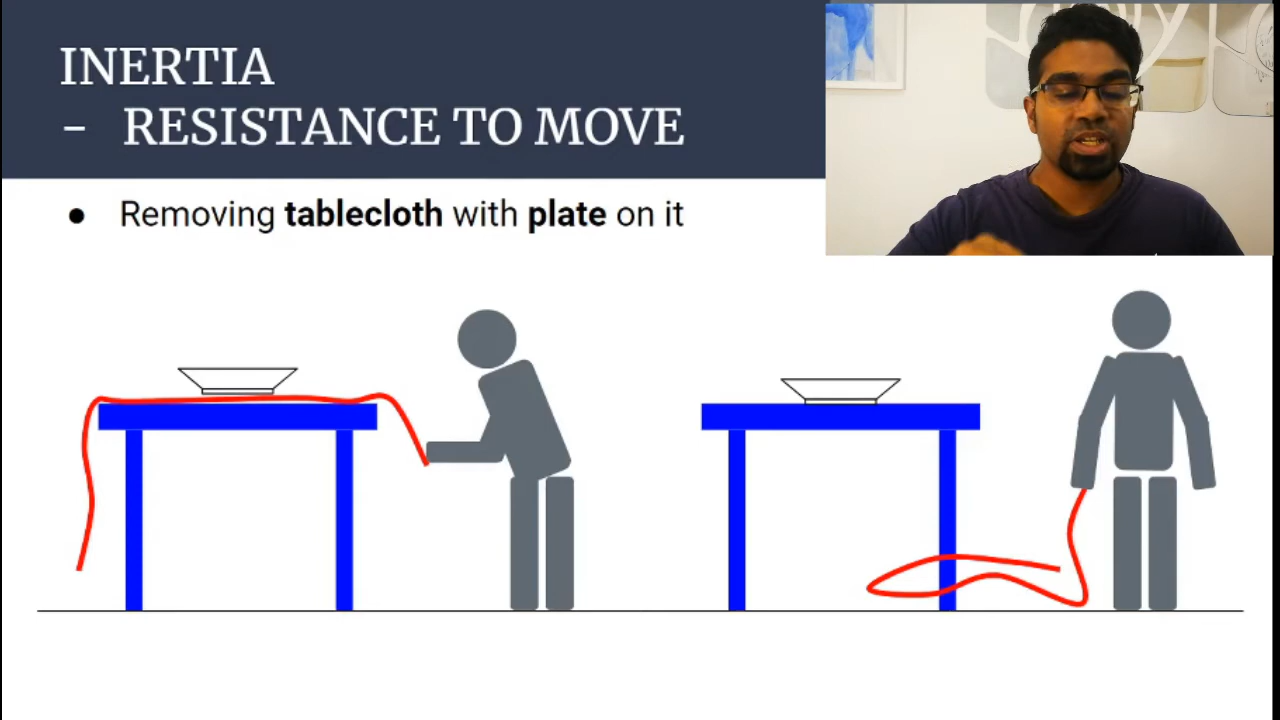 INERTIA
- RESISTANCE TO MOVE
● Removing tablecloth with plate on it